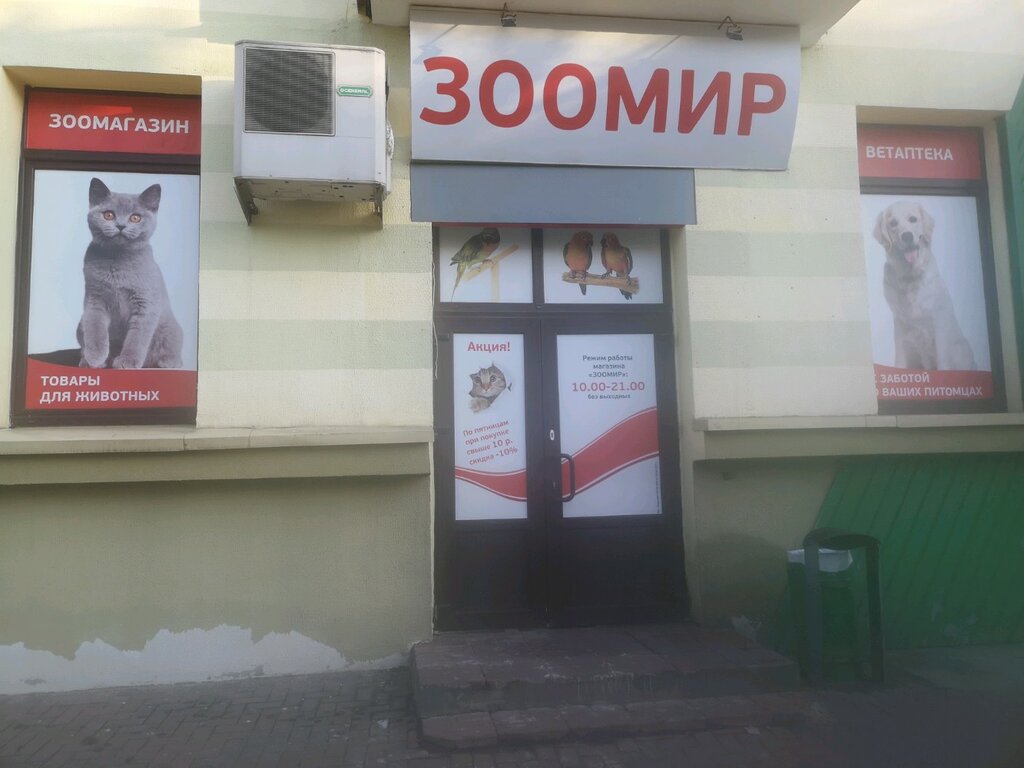 ЗООМИР
ЗООМАГАЗИН
GENERAL
ВЕТАПТЕКА
ТОВАРЫ
ДЛЯ ЖИВОТНЫХ
Акция!
По пятницам
при покупке
свыше 10 р.
скидка -10%
Режим работы
магазина
«ЗООМИР»:
10.00-21.00
без выходных
ЗАБОТОЙ
ВАШИХ ПИТОМЦАХ